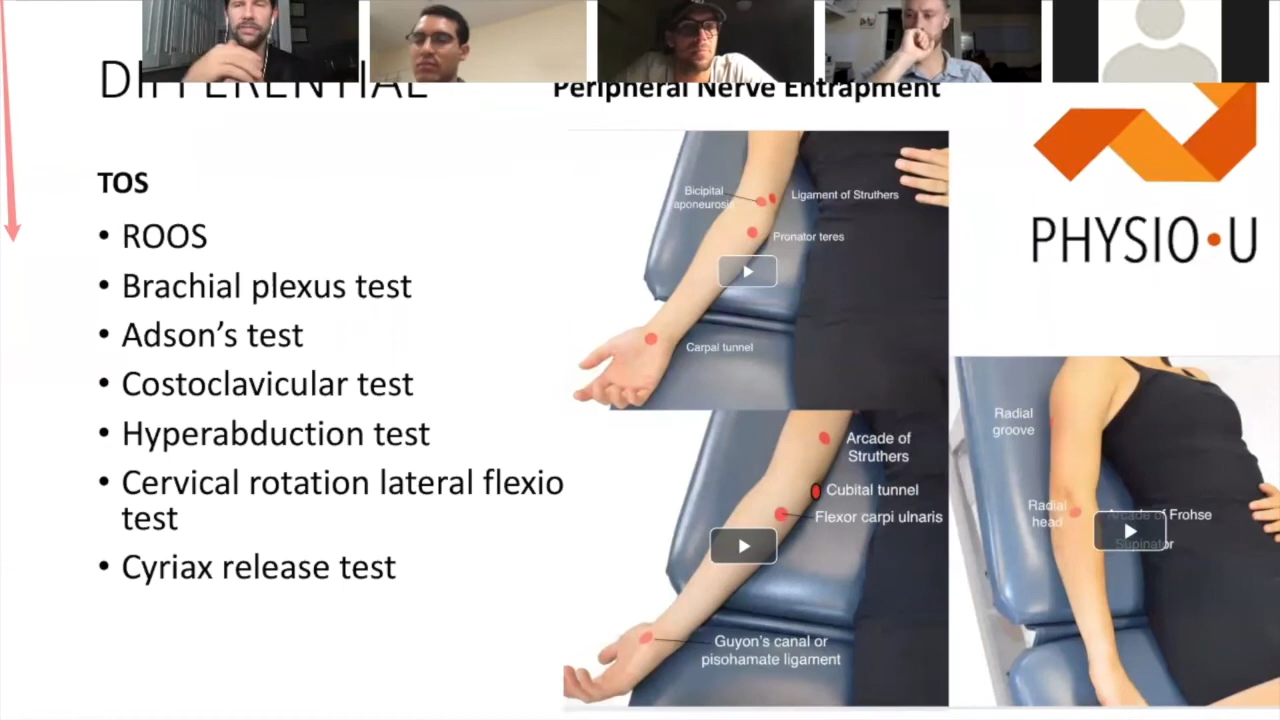 DIFFERENTIAL
Peripheral Nerve Entrapment
TOS
• ROOS
• Brachial plexus test
• Adson’s test
• Costoclavicular test
• Hyperabduction test
• Cervical rotation lateral flexio
test
• Cyriax release test
Bicipital
aponeurosis
Ligament of Struthers
Pronator teres
Carpal tunnel
Arcade of
Struthers
Cubital tunnel
Flexor carpi ulnaris
Guyon's canal or
pisohamate ligament
PHYSIO•U
Radial
groove
Radial
head
Arcade of Frohse
Supinator